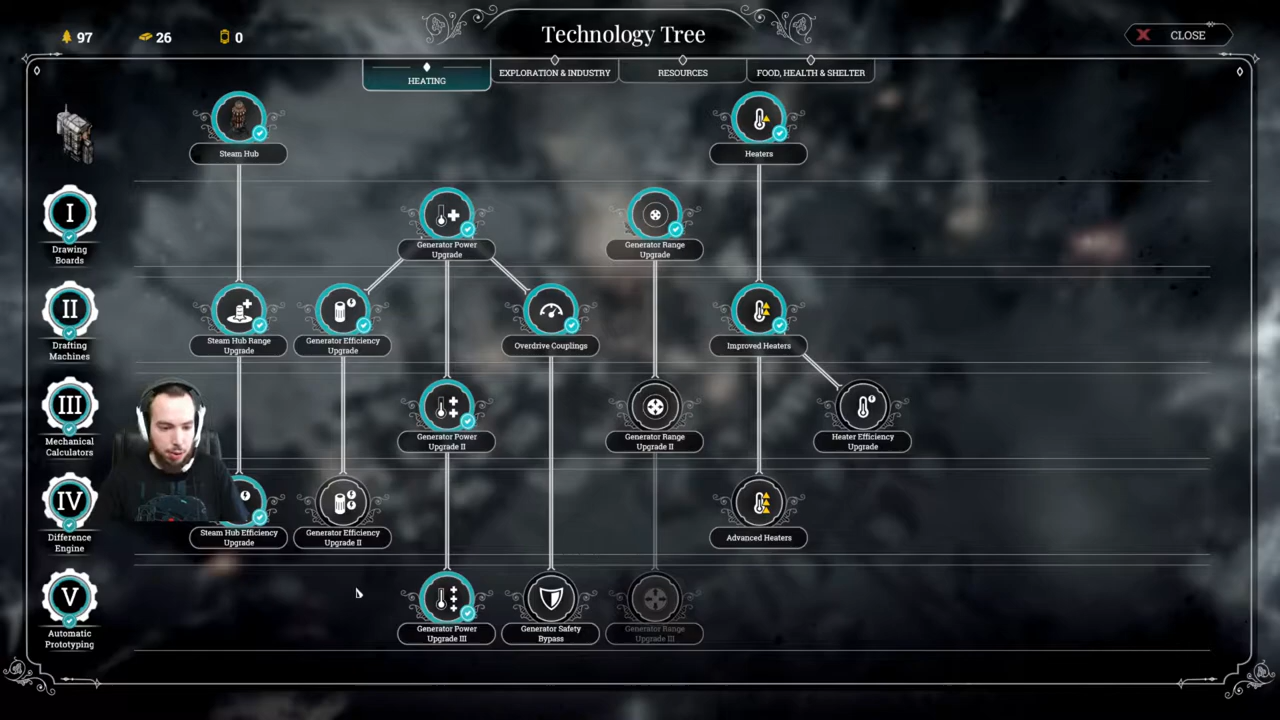 97
26
0
Technology Tree
CLOSE
HEATING
EXPLORATION & INDUSTRY
RESOURCES
FOOD, HEALTH & SHELTER
Steam Hub
Heaters
I
Drawing
Boards
Generator Power
Upgrade
Generator Range
Upgrade
II
Drafting
Machines
Steam Hub Range
Upgrade
Generator Efficiency
Upgrade
Overdrive Couplings
Improved Heaters
III
Mechanical
Calculators
Generator Power
Upgrade II
Generator Range
Upgrade II
Heater Efficiency
Upgrade
IV
Difference
Engine
Steam Hub Efficiency
Upgrade
Generator Efficiency
Upgrade II
Advanced Heaters
V
Automatic
Prototyping
Generator Power
Upgrade III
Generator Safety
Bypass
Generator Range
Upgrade III